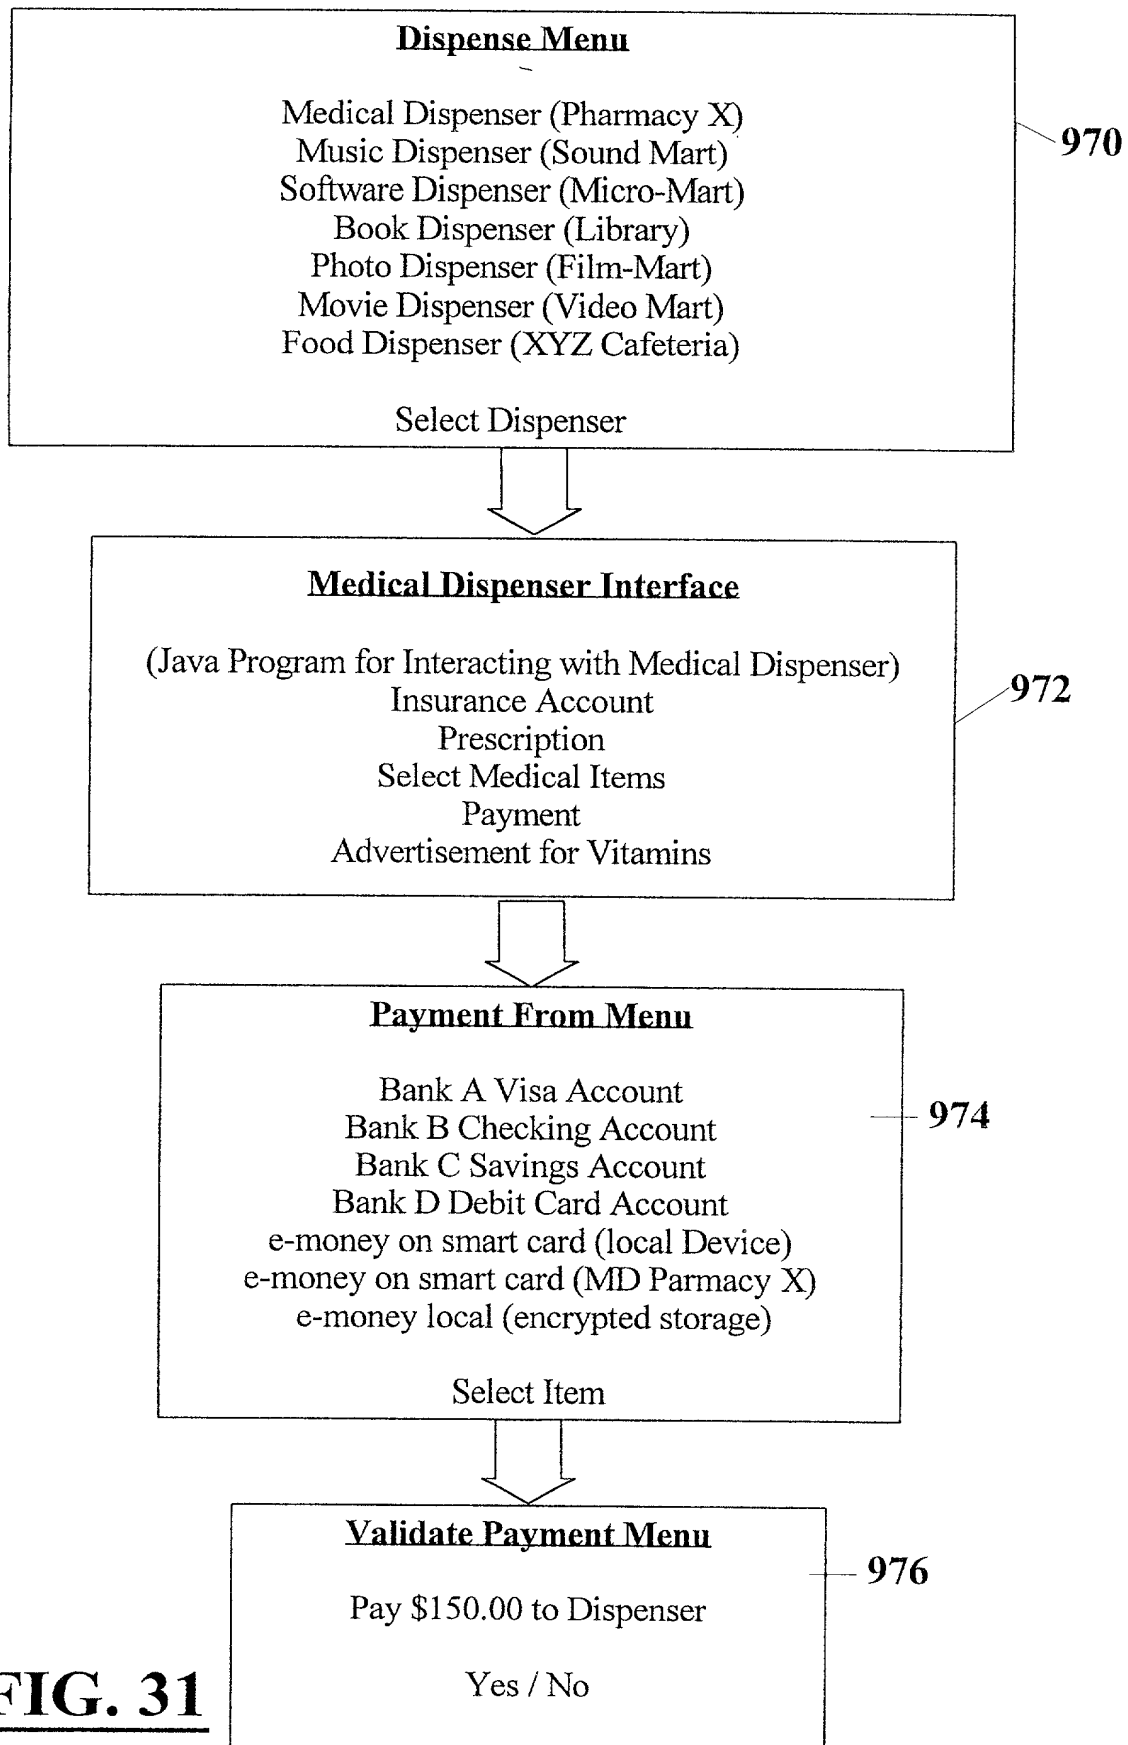 Dispense Menu
Medical Dispenser (Pharmacy X)
Music Dispenser (Sound Mart)
Software Dispenser (Micro-Mart)
Book Dispenser (Library)
Photo Dispenser (Film-Mart)
Movie Dispenser (Video Mart)
Food Dispenser (XYZ Cafeteria)
Select Dispenser
970
Medical Dispenser Interface
(Java Program for Interacting with Medical Dispenser)
Insurance Account
Prescription
Select Medical Items
Payment
Advertisement for Vitamins
972
Payment From Menu
Bank A Visa Account
Bank B Checking Account
Bank C Savings Account
Bank D Debit Card Account
e-money on smart card (local Device)
e-money on smart card (MD Parmacy X)
e-money local (encrypted storage)
Select Item
974
Validate Payment Menu
Pay $150.00 to Dispenser
Yes / No
976
FIG. 31